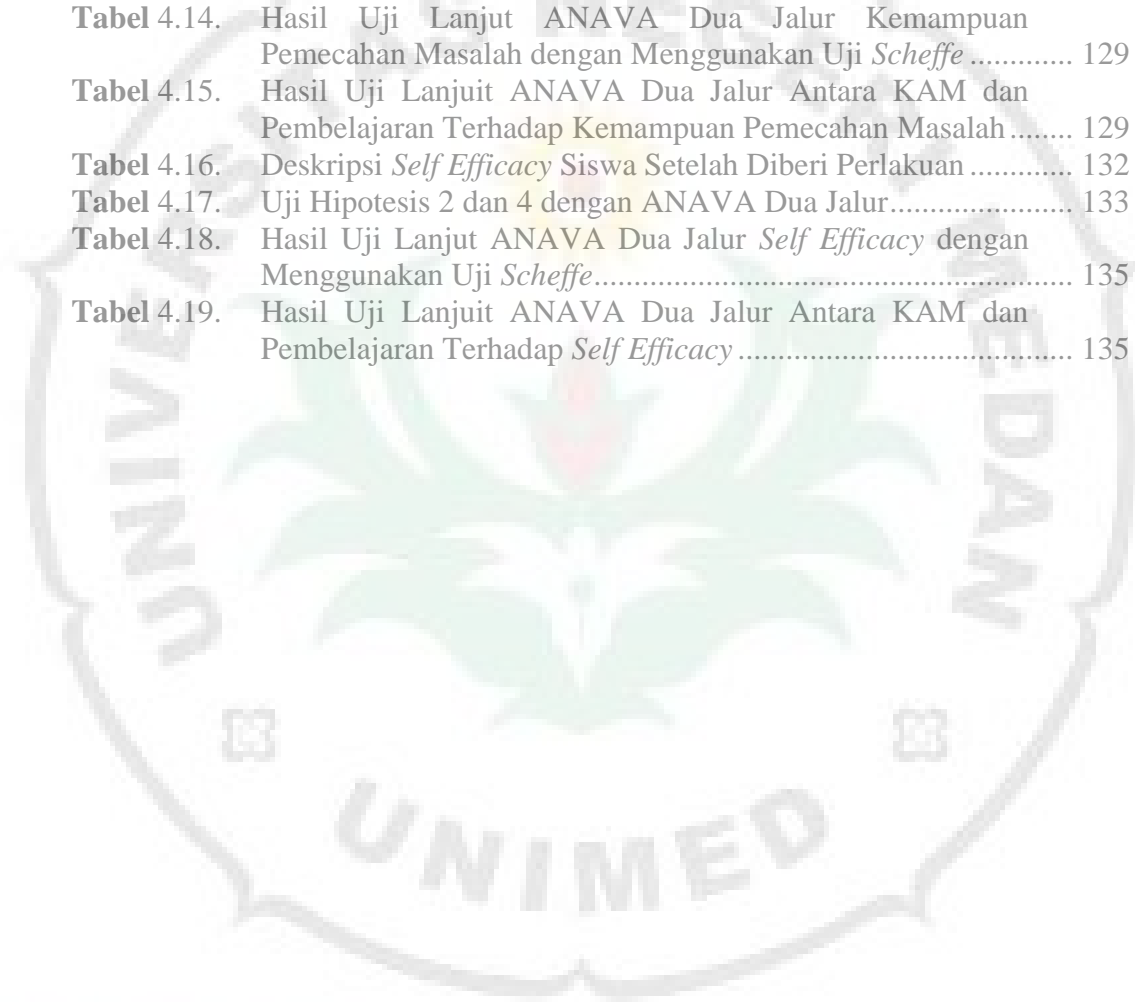 Tabel 4.14. Hasil Uji Lanjut ANAVA Dua Jalur Kemampuan
Pemecahan Masalah dengan Menggunakan Uji Scheffe ............. 129
Tabel 4.15. Hasil Uji Lanjuit ANAVA Dua Jalur Antara KAM dan
Pembelajaran Terhadap Kemampuan Pemecahan Masalah ........ 129
Tabel 4.16. Deskripsi Self Efficacy Siswa Setelah Diberi Perlakuan ............. 132
Tabel 4.17. Uji Hipotesis 2 dan 4 dengan ANAVA Dua Jalur ....................... 133
Tabel 4.18. Hasil Uji Lanjut ANAVA Dua Jalur Self Efficacy dengan
Menggunakan Uji Scheffe ............................................................ 135
Tabel 4.19. Hasil Uji Lanjuit ANAVA Dua Jalur Antara KAM dan
Pembelajaran Terhadap Self Efficacy .......................................... 135
UNIVERSITAS NEGERI MEDAN
UNIMED